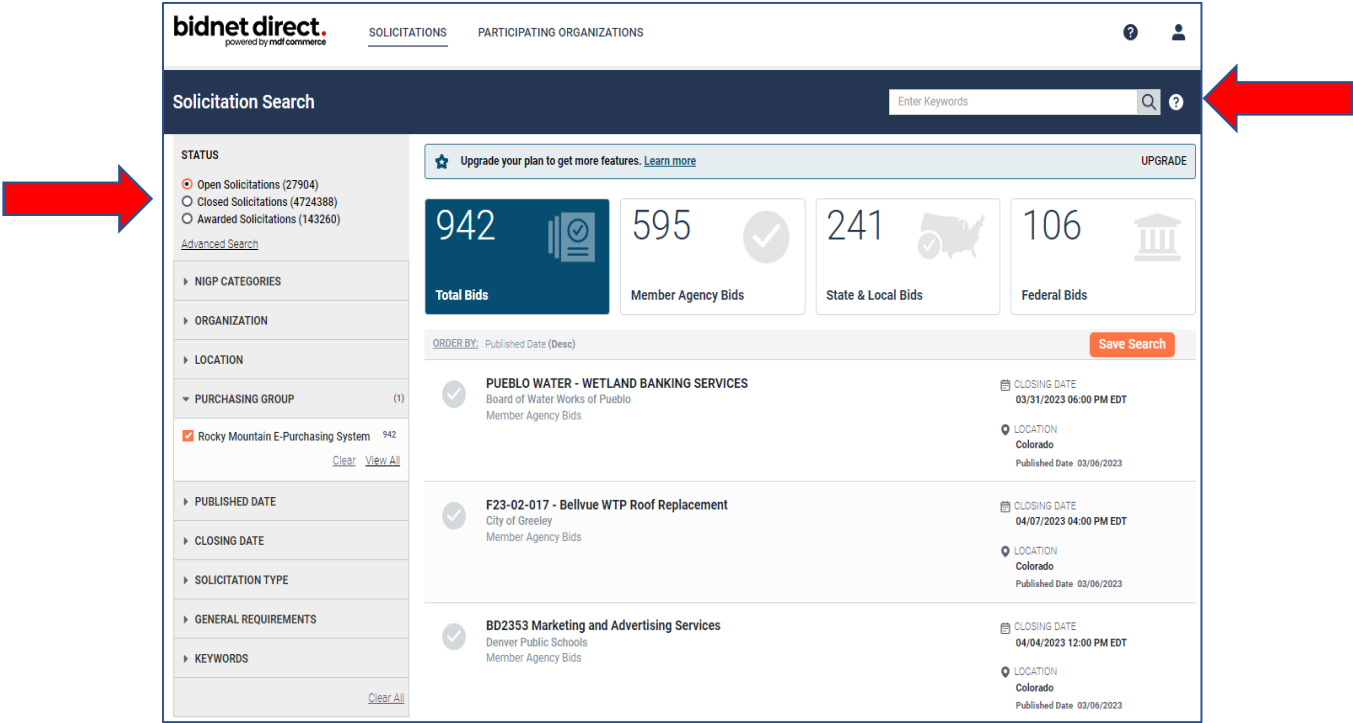 bidnet direct.
powered by mdf commerce
SOLICITATIONS
PARTICIPATING ORGANIZATIONS
Solicitation Search
Enter Keywords
STATUS
Open Solicitations (27904)
Closed Solicitations (4724388)
Awarded Solicitations (143260)
Advanced Search
NIGP CATEGORIES
ORGANIZATION
LOCATION
PURCHASING GROUP (1)
Rocky Mountain E-Purchasing System 942
Clear View All
PUBLISHED DATE
CLOSING DATE
SOLICITATION TYPE
GENERAL REQUIREMENTS
KEYWORDS
Clear All
Upgrade your plan to get more features. Learn more
UPGRADE
942
Total Bids
595
Member Agency Bids
241
State & Local Bids
106
Federal Bids
ORDER BY: Published Date (Desc)
Save Search
PUEBLO WATER - WETLAND BANKING SERVICES
Board of Water Works of Pueblo
Member Agency Bids
CLOSING DATE
03/31/2023 06:00 PM EDT
LOCATION
Colorado
Published Date 03/06/2023
F23-02-017 - Bellvue WTP Roof Replacement
City of Greeley
Member Agency Bids
CLOSING DATE
04/07/2023 04:00 PM EDT
LOCATION
Colorado
Published Date 03/06/2023
BD2353 Marketing and Advertising Services
Denver Public Schools
Member Agency Bids
CLOSING DATE
04/04/2023 12:00 PM EDT
LOCATION
Colorado
Published Date 03/06/2023